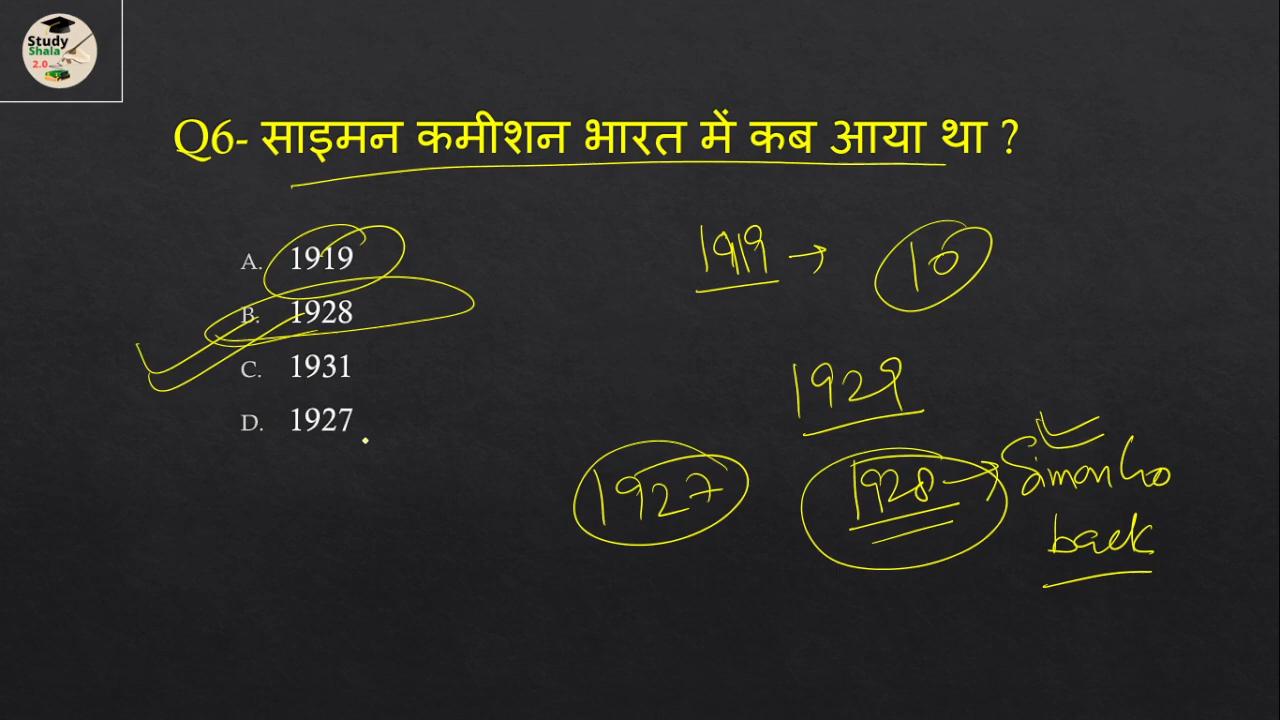 Study
Shala
2.0
Q6- साइमन कमीशन भारत में कब आया था ?
A. 1919
B. 1928
C. 1931
D. 1927
1919 → 10
1929
1927
1928 → Simon Go
back